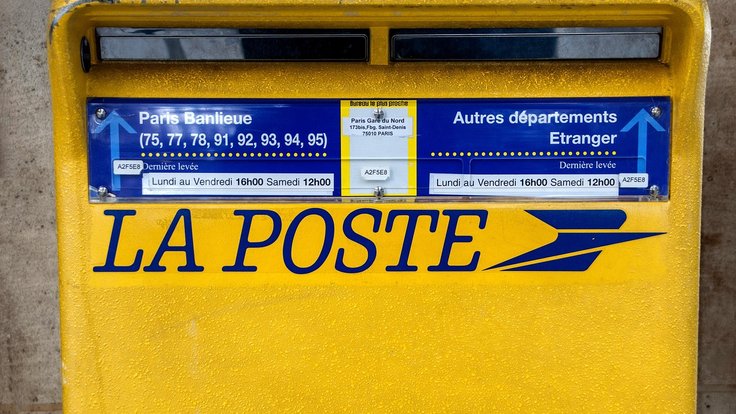 Paris Banlieue
(75, 77, 78, 91, 92, 93, 94, 95)
Dernière levée
A2F5E8
Lundi au Vendredi 16h00 Samedi 12h00
Bureau le plus proche
Paris Gare du Nord
173bis,Fbg. Saint-Denis
75010 PARIS
A2F5E8
Autres départements
Etranger
Dernière levée
Lundi au Vendredi 16h00 Samedi 12h00
A2F5E8
LA POSTE